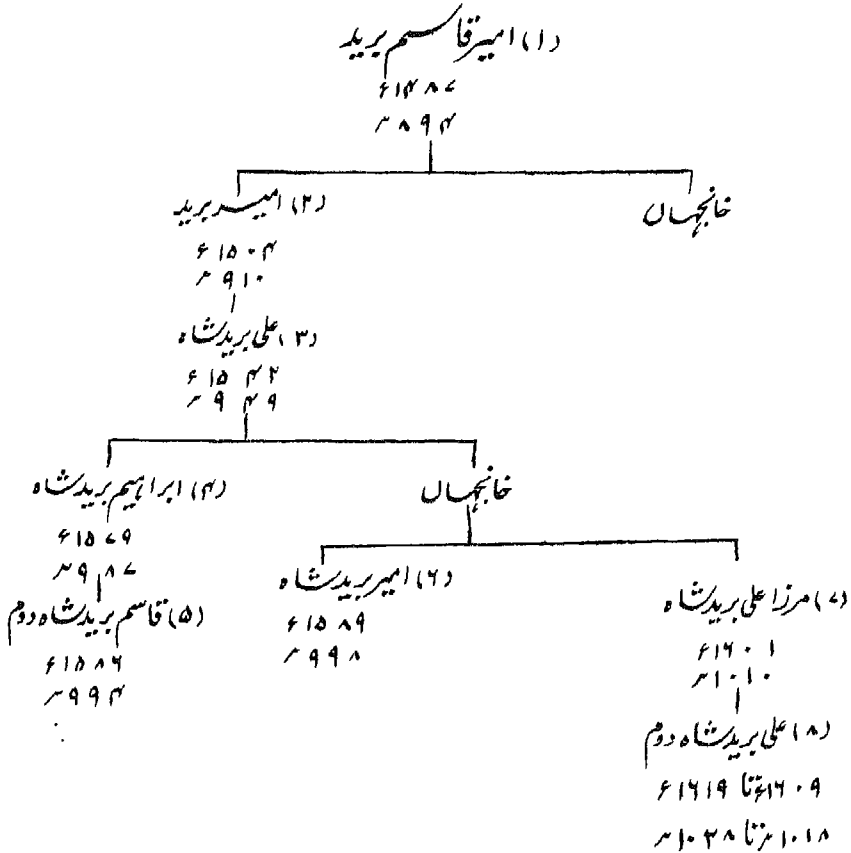 (۱) امیر قاسم برید
۱۴۸۷ء
۸۹۴ھ
خانجہاں
(۲) امیر برید
۱۵۰۴ء
۹۱۰ھ
(۳) علی برید شاہ
۱۵۴۲ء
۹۴۹ھ
خانجہاں
(۴) ابراہیم برید شاہ
۱۵۷۹ء
۹۸۷ھ
(۷) مرزا علی برید شاہ
۱۶۰۱ء
۱۰۱۰ھ
(۶) امیر برید شاہ
۱۵۸۹ء
۹۹۸ھ
(۵) قاسم برید شاہ دوم
۱۵۸۶ء
۹۹۴ھ
(۸) علی برید شاہ دوم
۱۶۰۹ء تا ۱۶۱۹ء
۱۰۱۸ھ تا ۱۰۲۸ھ